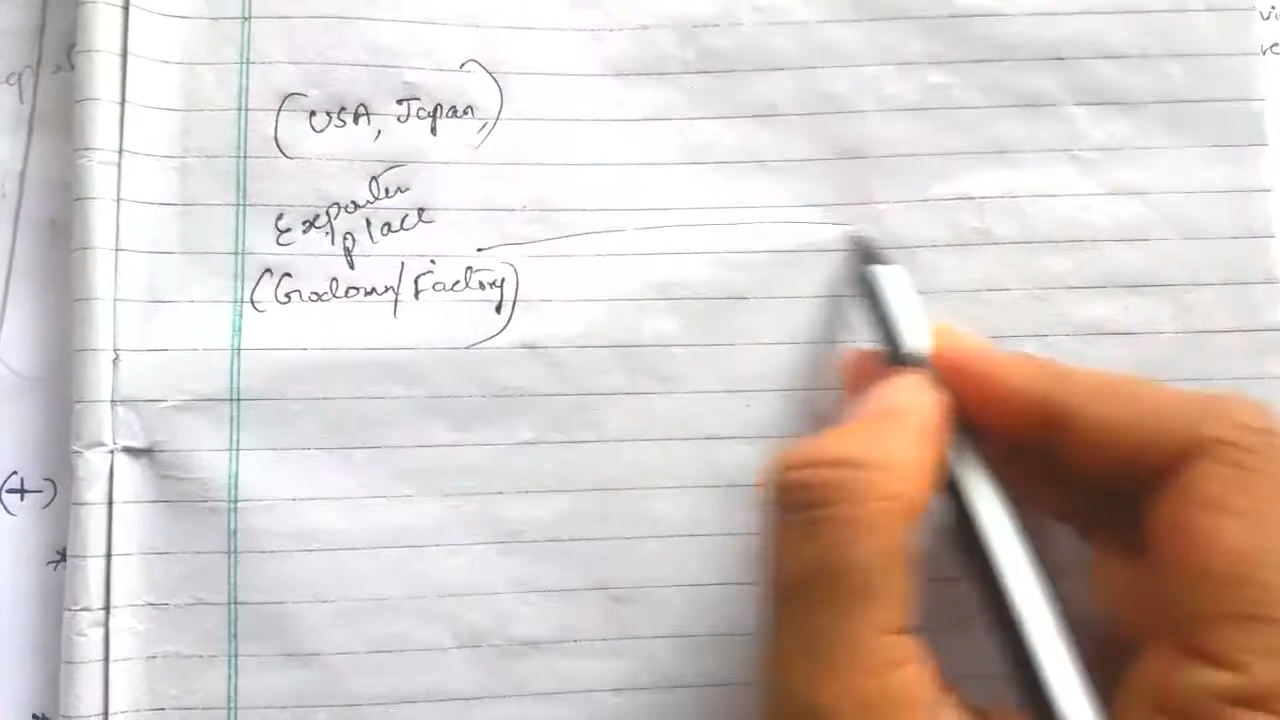 (USA, Japan,)
Exporter
place
(Godown/Factory)
(+)